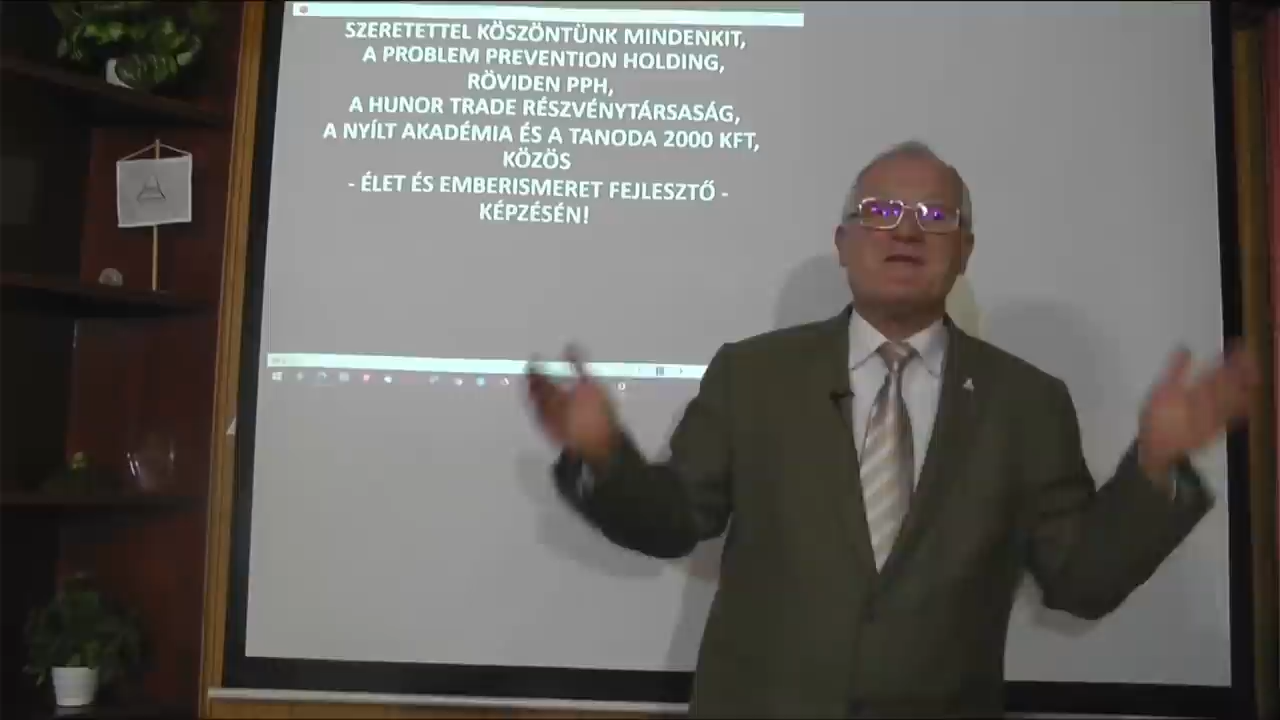 SZERETETTEL KÖSZÖNTÜNK MINDENKIT,
A PROBLEM PREVENTION HOLDING,
RÖVIDEN PPH,
A HUNOR TRADE RÉSZVÉNYTÁRSASÁG,
A NYÍLT AKADÉMIA ÉS A TANODA 2000 KFT,
KÖZÖS
- ÉLET ÉS EMBERISMERET FEJLESZTŐ -
KÉPZÉSÉN!